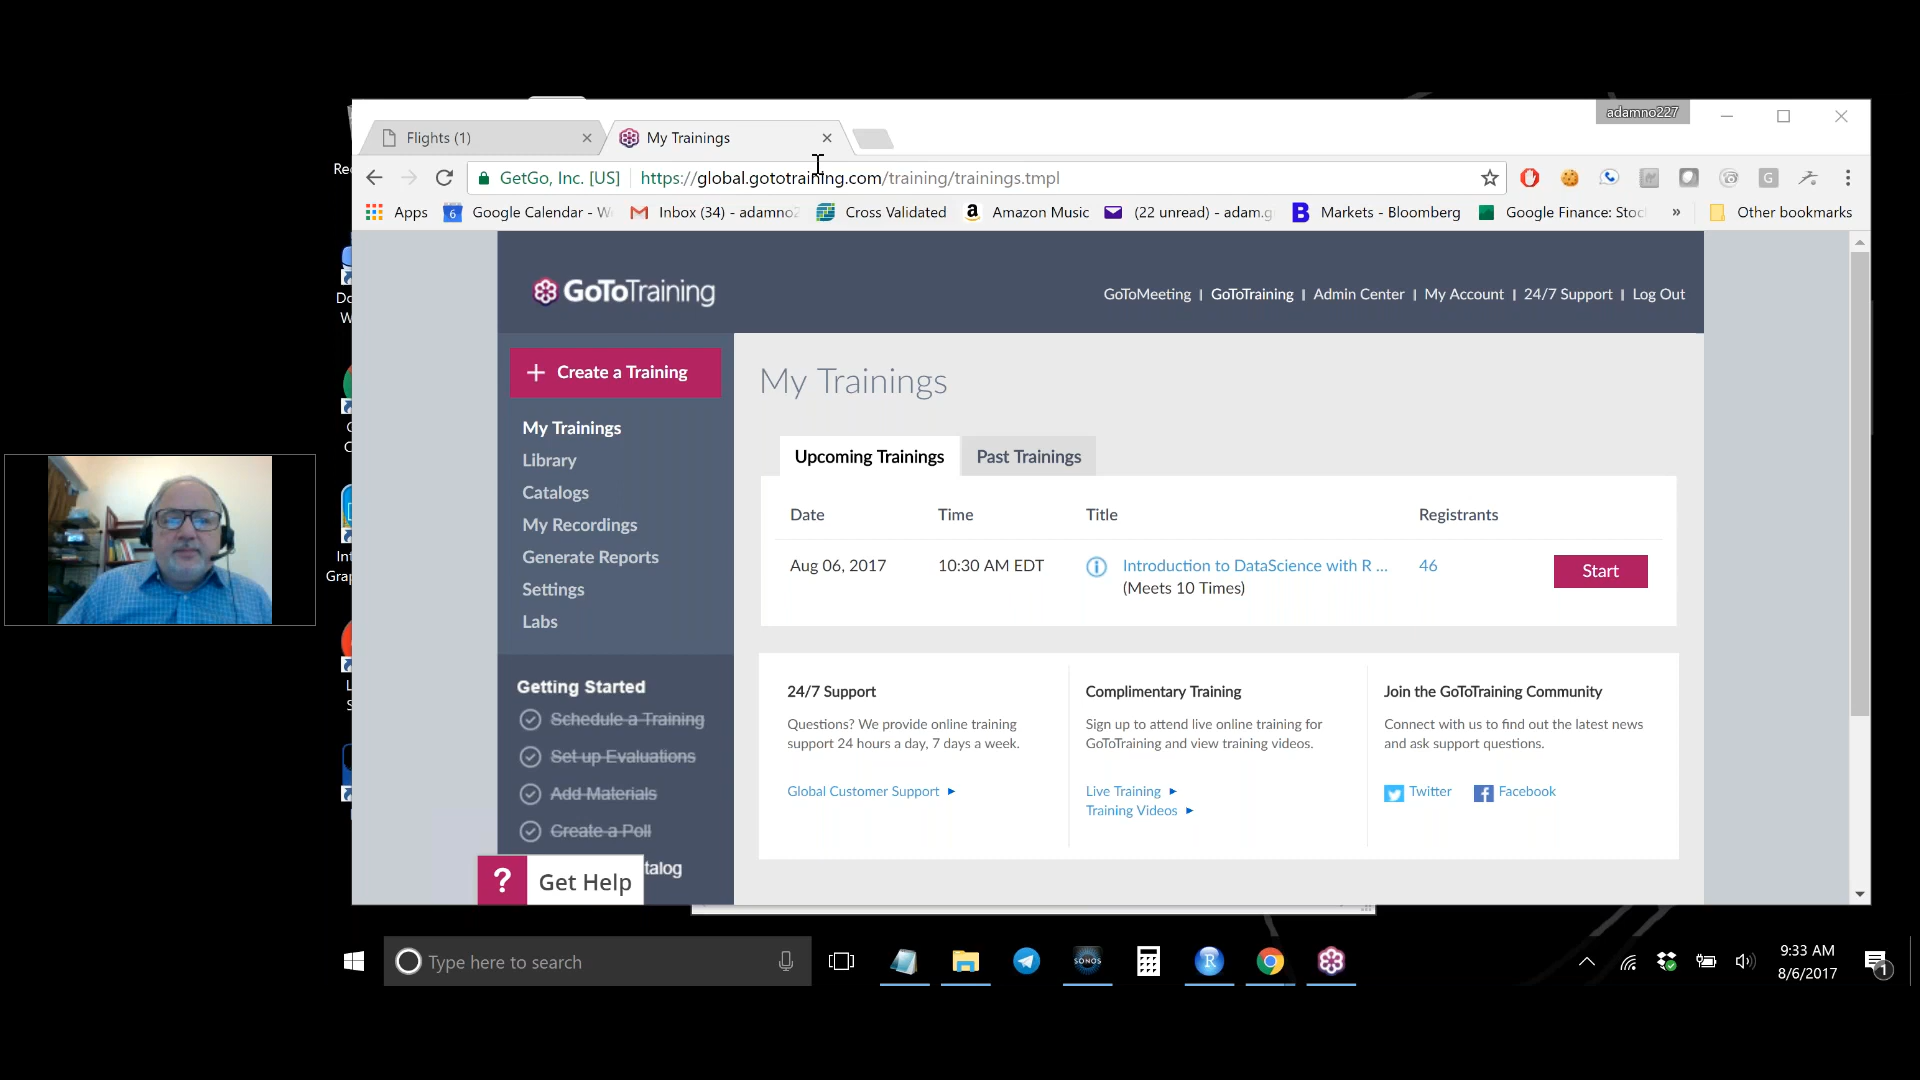 adamno227
Flights (1)
My Trainings
GetGo, Inc. [US]
https://global.gototraining.com/training/trainings.tmpl
Apps
6
Google Calendar - W
Inbox (34) - adamno2
Cross Validated
Amazon Music
(22 unread) - adam.g
Markets - Bloomberg
Google Finance: Stoc
»
Other bookmarks
GoToTraining
GoToMeeting | GoToTraining | Admin Center | My Account | 24/7 Support | Log Out
+ Create a Training
My Trainings
Library
Catalogs
My Recordings
Generate Reports
Settings
Labs
Getting Started
Schedule a Training
Set up Evaluations
Add Materials
Create a Poll
talog
? Get Help
My Trainings
Upcoming Trainings
Past Trainings
Date Time Title Registrants
Aug 06, 2017 10:30 AM EDT Introduction to DataScience with R ... 46 Start
(Meets 10 Times)
24/7 Support
Questions? We provide online training
support 24 hours a day, 7 days a week.
Global Customer Support
Complimentary Training
Sign up to attend live online training for
GoToTraining and view training videos.
Live Training
Training Videos
Join the GoToTraining Community
Connect with us to find out the latest news
and ask support questions.
Twitter Facebook
Type here to search
SONOS
R
9:33 AM
8/6/2017
1